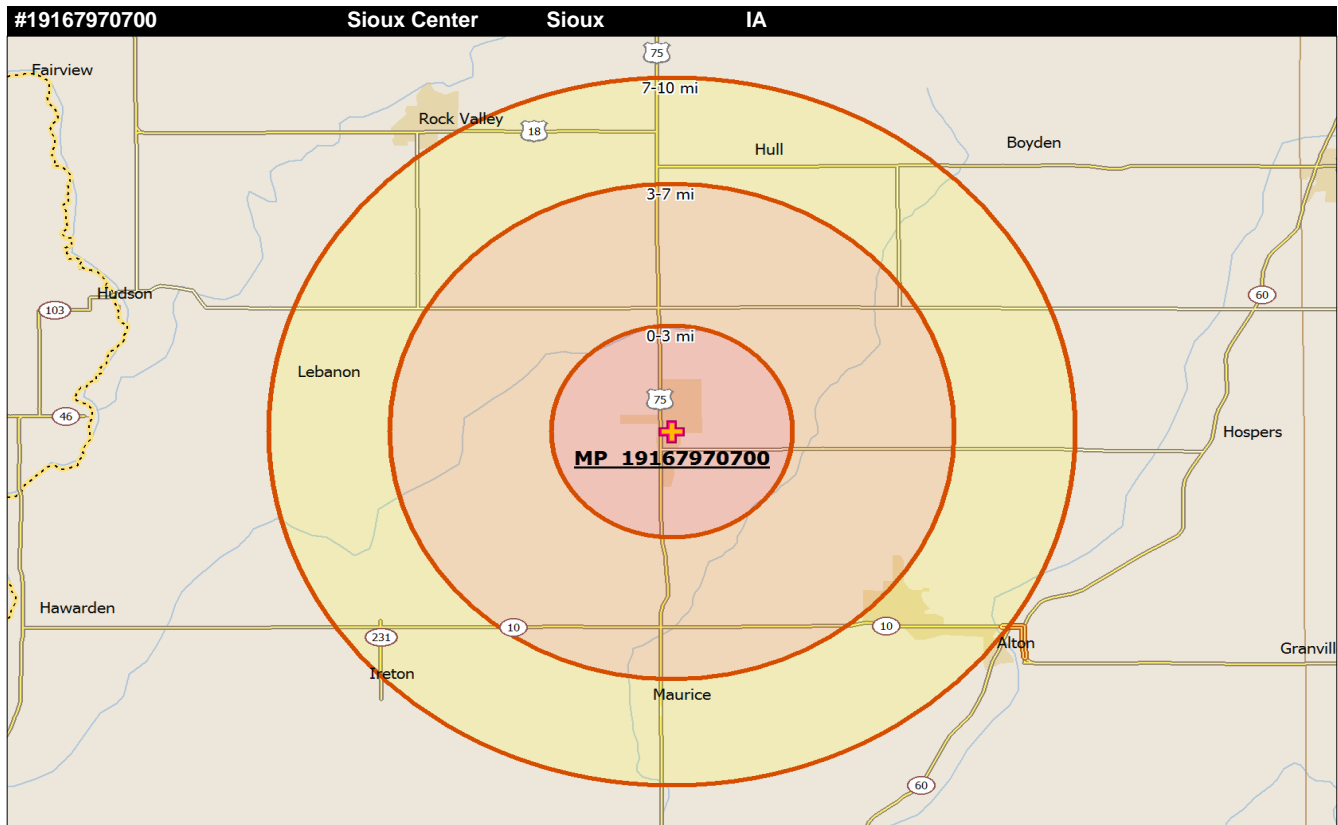 #19167970700 Sioux Center Sioux IA
75
Fairview
7-10 mi
Rock Valley
18
Hull
Boyden
3-7 mi
Hudson
103
60
0-3 mi
Lebanon
75
46
Hospers
MP 19167970700
Hawarden
10
10
231
Alton
Granvill
Ireton
Maurice
60